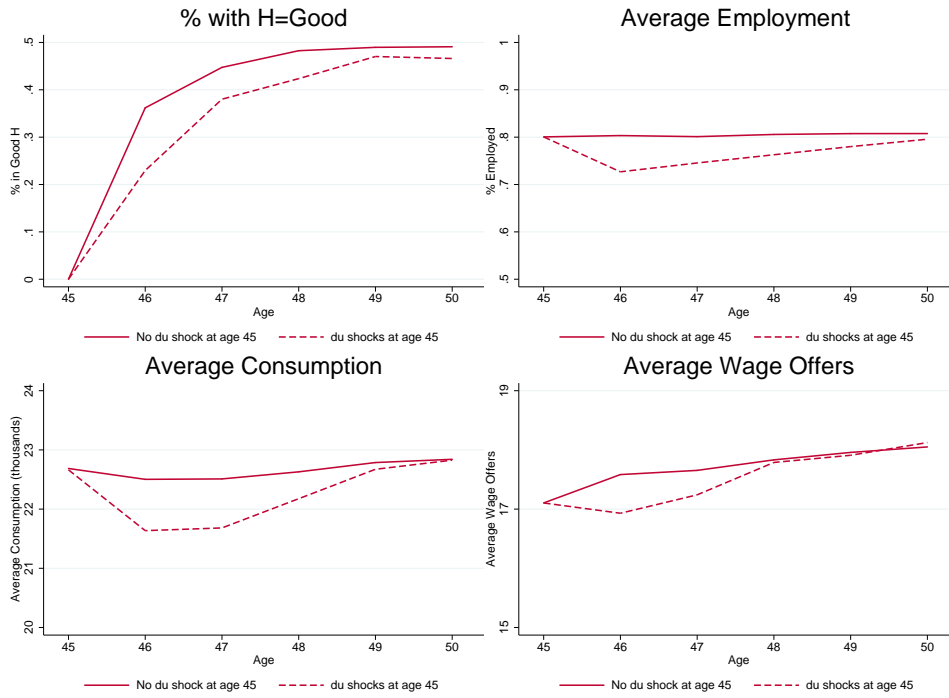 % with H=Good
% in Good H
.5
.4
.3
.2
.1
0
45 46 47 48 49 50
Age
No du shock at age 45 du shocks at age 45
Average Employment
% Employed
1
.9
.8
.7
.6
.5
45 46 47 48 49 50
Age
No du shock at age 45 du shocks at age 45
Average Consumption
Average Consumption (thousands)
24
23
22
21
20
45 46 47 48 49 50
Age
No du shock at age 45 du shocks at age 45
Average Wage Offers
Average Wage Offers
19
17
15
45 46 47 48 49 50
Age
No du shock at age 45 du shocks at age 45